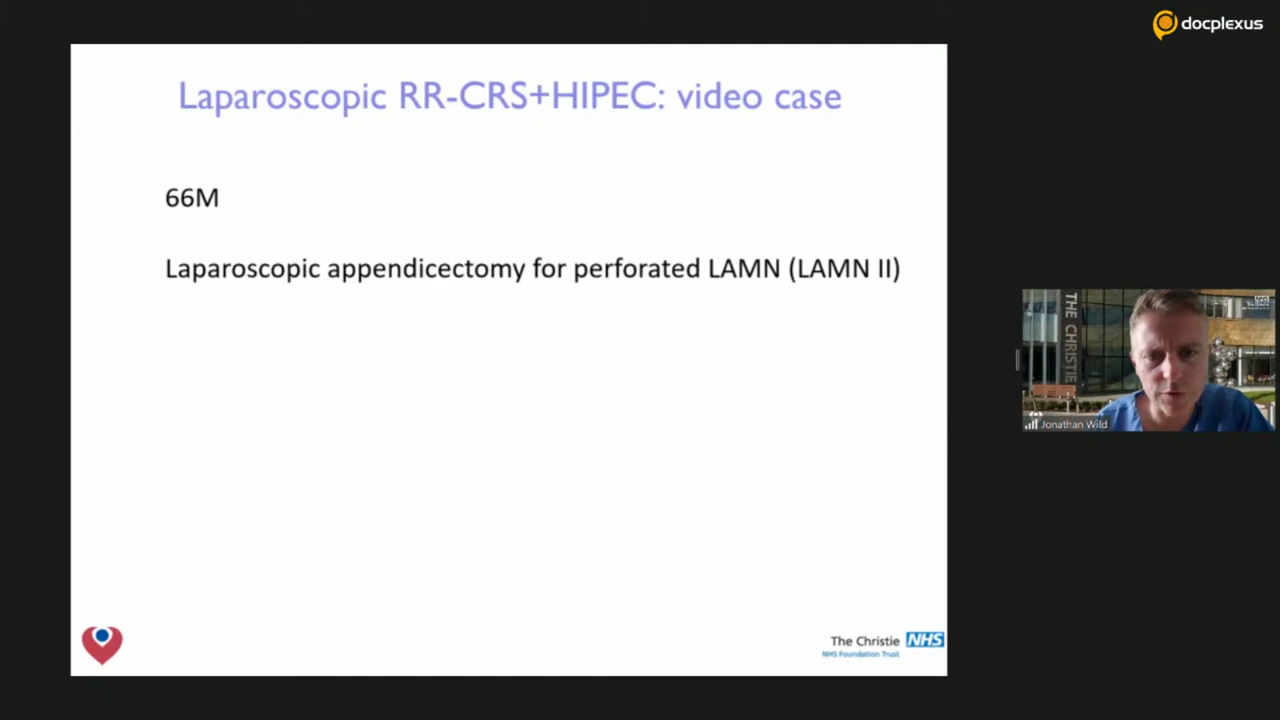 docplexus
Laparoscopic RR-CRS+HIPEC: video case
66M
Laparoscopic appendicectomy for perforated LAMN (LAMN II)
THE CHRISTIE
NHS
Jonathan Wild
The Christie NHS
NHS Foundation Trust